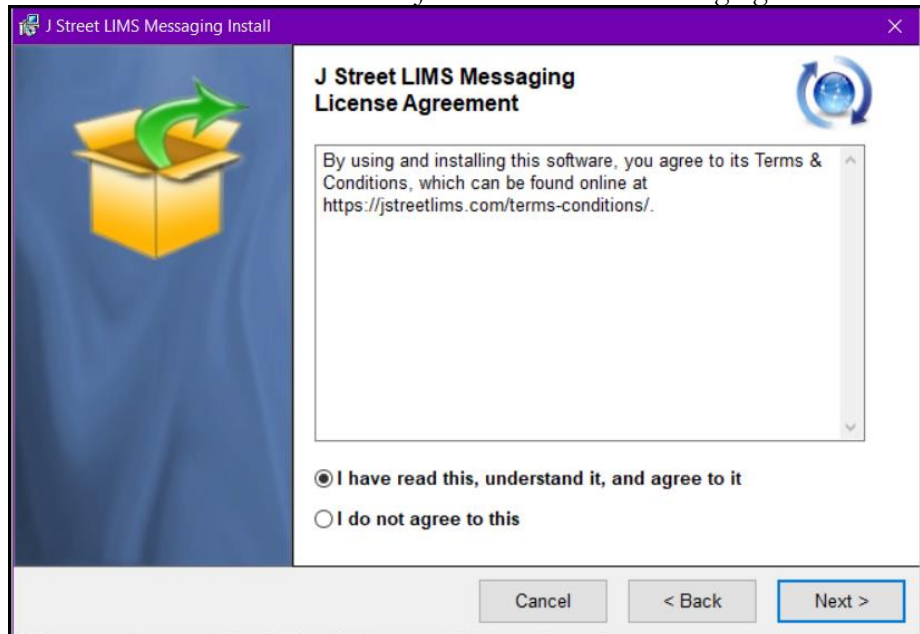 J Street LIMS Messaging Install
J Street LIMS Messaging
License Agreement
By using and installing this software, you agree to its Terms &
Conditions, which can be found online at
https://jstreetlims.com/terms-conditions/.
I have read this, understand it, and agree to it
I do not agree to this
Cancel
< Back
Next >